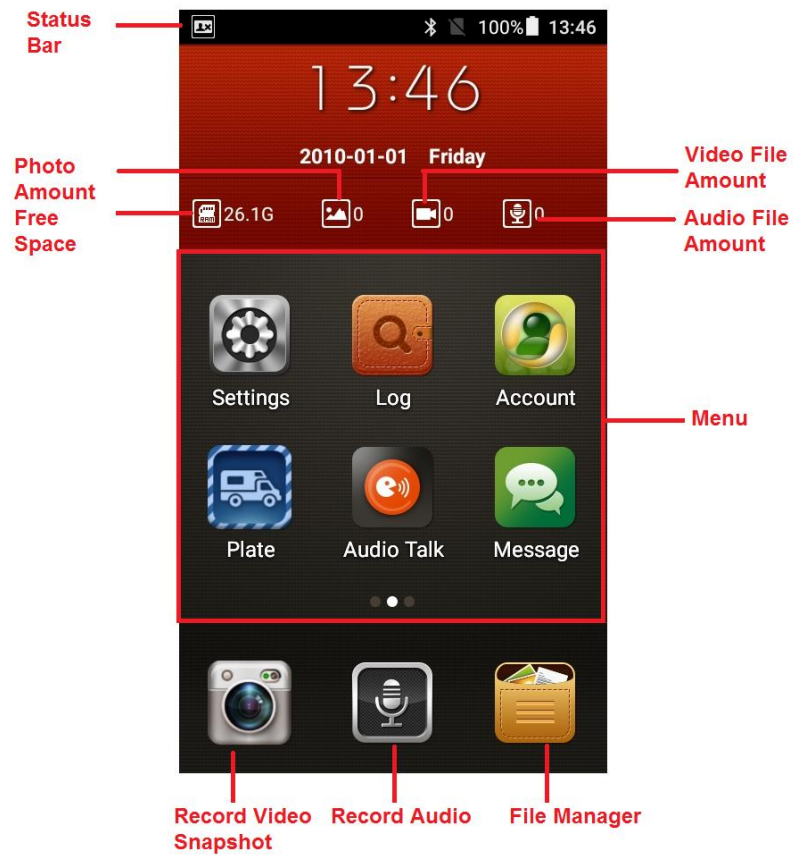 Status
Bar
100% 13:46
13:46
2010-01-01 Friday
Photo
Amount
Free
Space
Video File
Amount
Audio File
Amount
RAM 26.1G 0 0 0
Settings Log Account
Menu
Plate Audio Talk Message
Record Video
Snapshot
Record Audio
File Manager